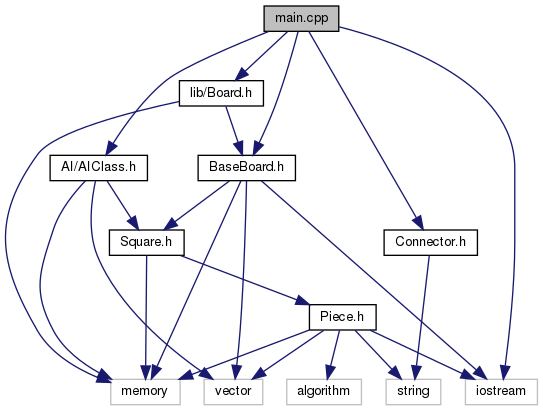 main.cpp
lib/Board.h
AI/AIClass.h
BaseBoard.h
Square.h
Connector.h
Piece.h
memory
vector
algorithm
string
iostream